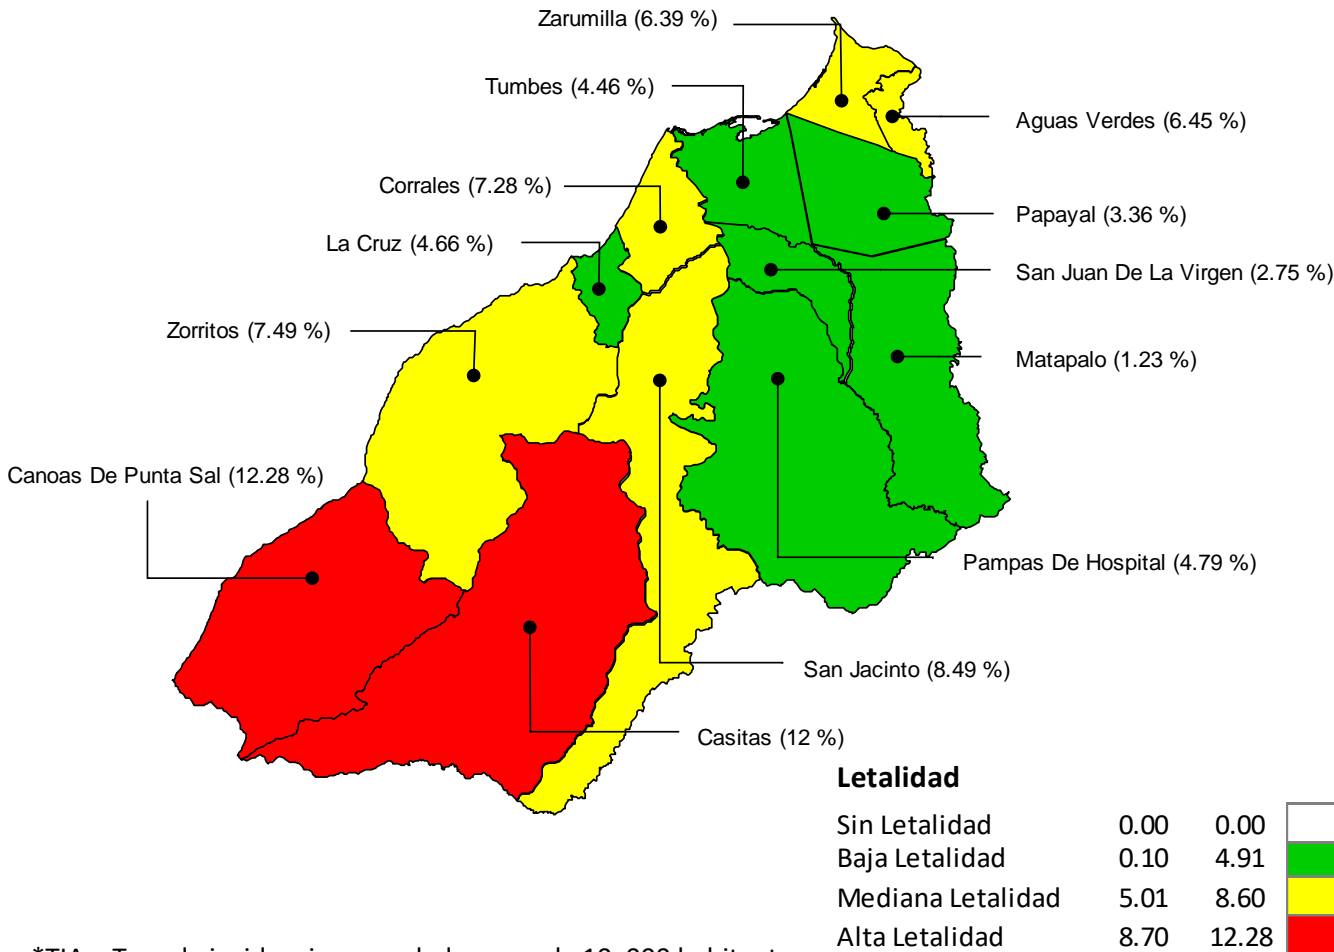 Zarumilla (6.39 %)
Tumbes (4.46 %)
Aguas Verdes (6.45 %)
Corrales (7.28 %)
Papayal (3.36 %)
La Cruz (4.66 %)
San Juan De La Virgen (2.75 %)
Zorritos (7.49 %)
Matapalo (1.23 %)
Canoas De Punta Sal (12.28 %)
Pampas De Hospital (4.79 %)
San Jacinto (8.49 %)
Casitas (12 %)
Letalidad
Sin Letalidad 0.00 0.00
Baja Letalidad 0.10 4.91
Mediana Letalidad 5.01 8.60
Alta Letalidad 8.70 12.28